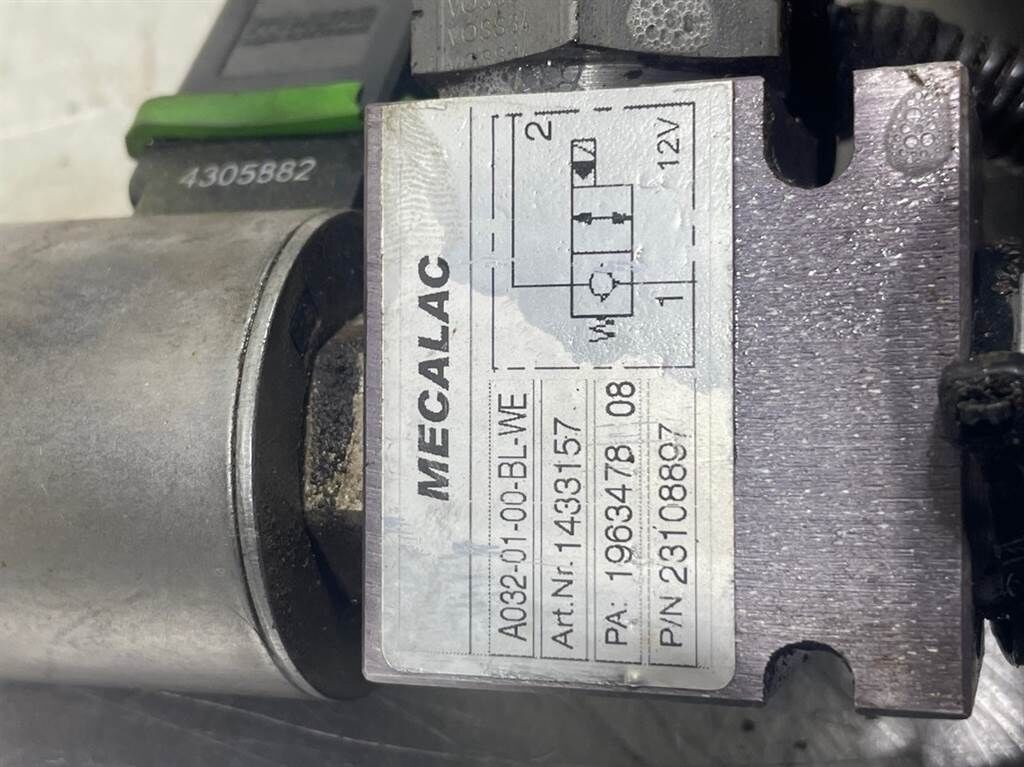 MECALAC
A032-01-00-BL-WE
Art.Nr. 1433157
PA: 1963478 08
P/N 23108897
2
1
12V
4305882